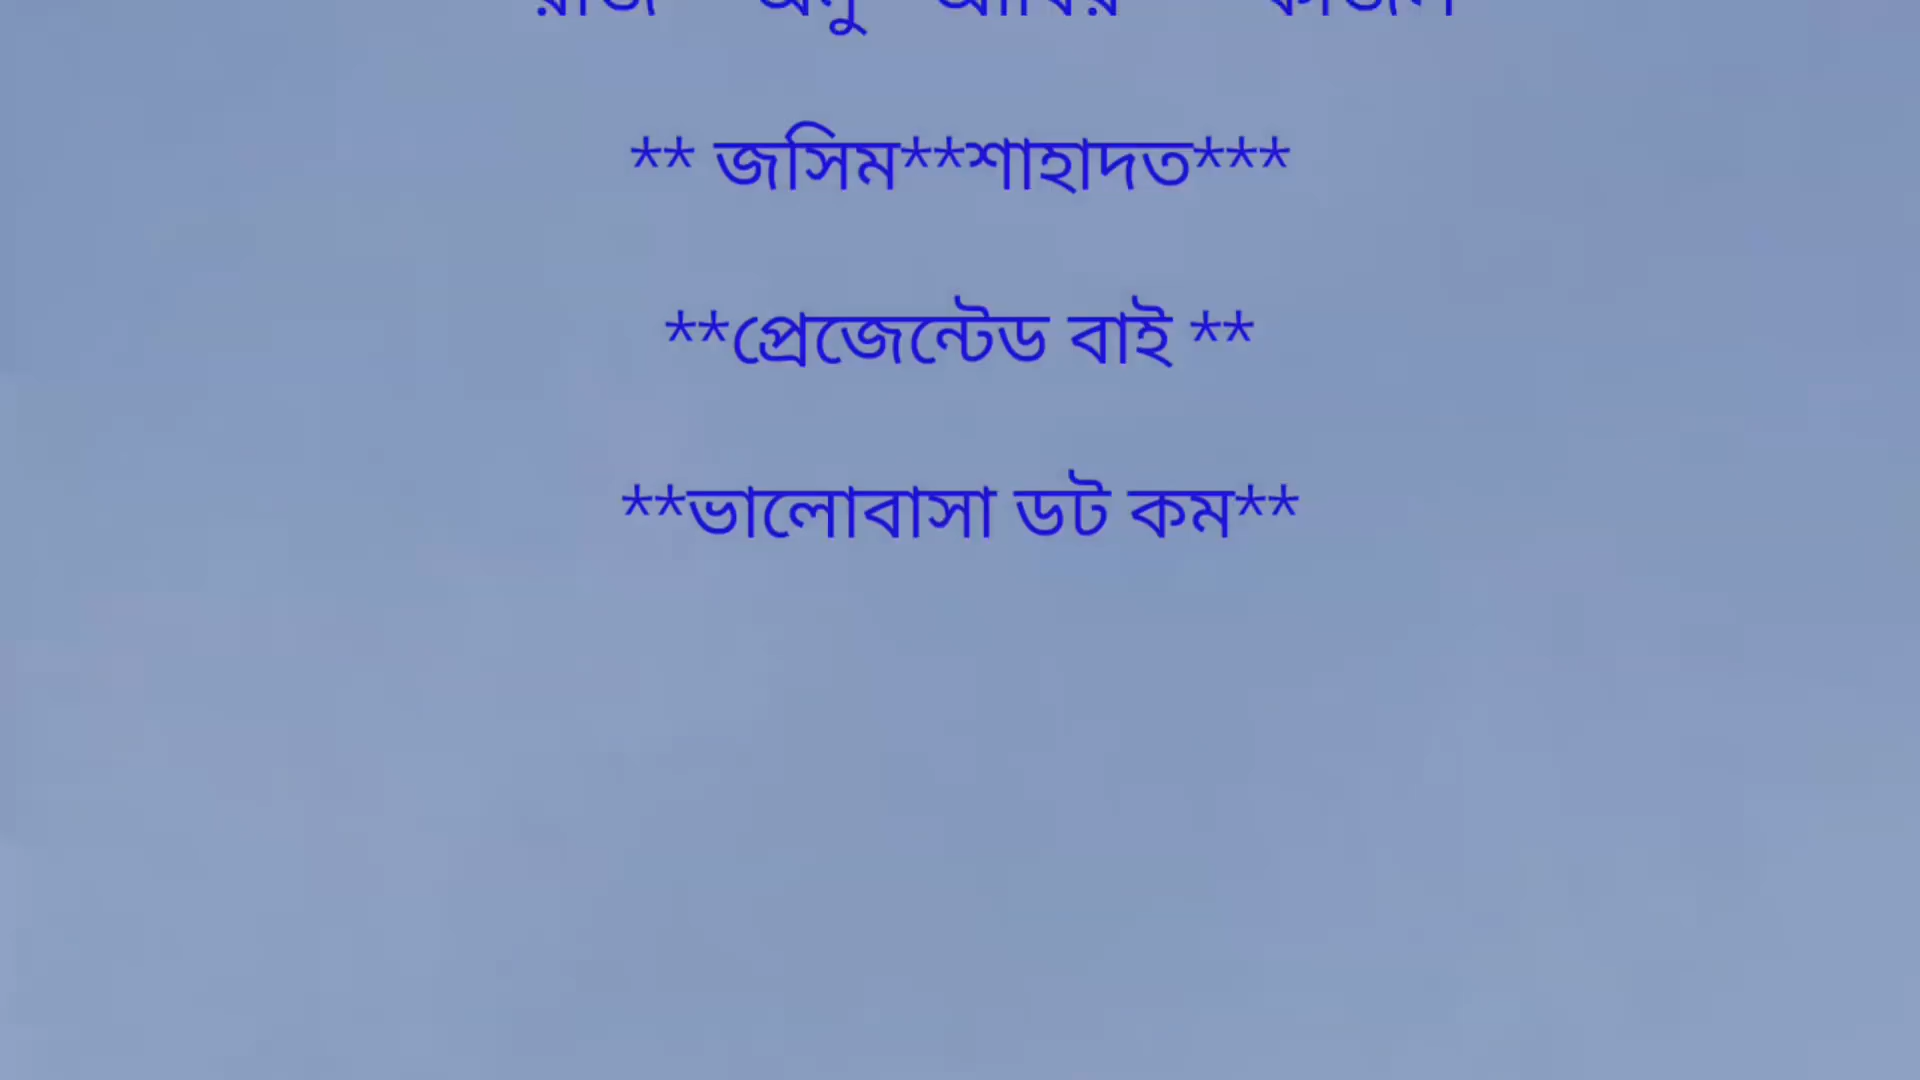 ** জসিম**শাহাদত***
**প্রেজেন্টেড বাই **
**ভালোবাসা ডট কম**